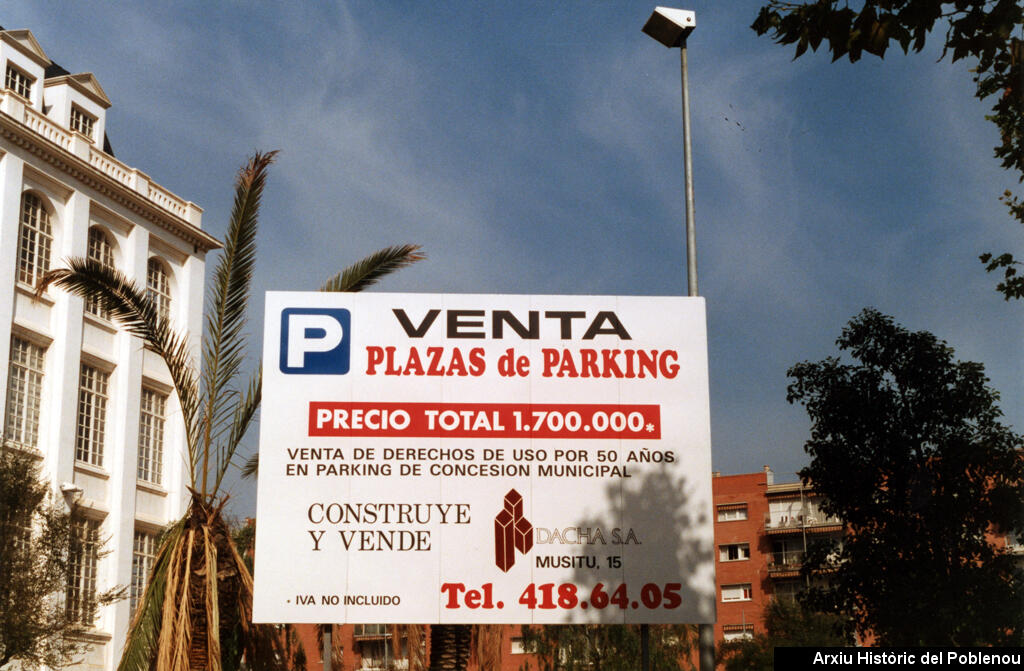 P
VENTA
PLAZAS de PARKING
PRECIO TOTAL 1.700.000*
VENTA DE DERECHOS DE USO POR 50 AÑOS
EN PARKING DE CONCESION MUNICIPAL
CONSTRUYE
Y VENDE
DACHA S.A.
MUSITU, 15
* IVA NO INCLUIDO
Tel. 418.64.05
Arxiu Històric del Poblenou